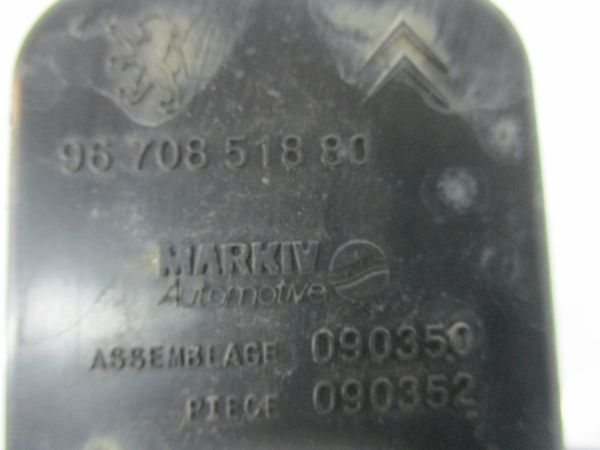 96 708 518 80
MARKIV
Automotive
ASSEMBLAGE 090350
PIECE 090352